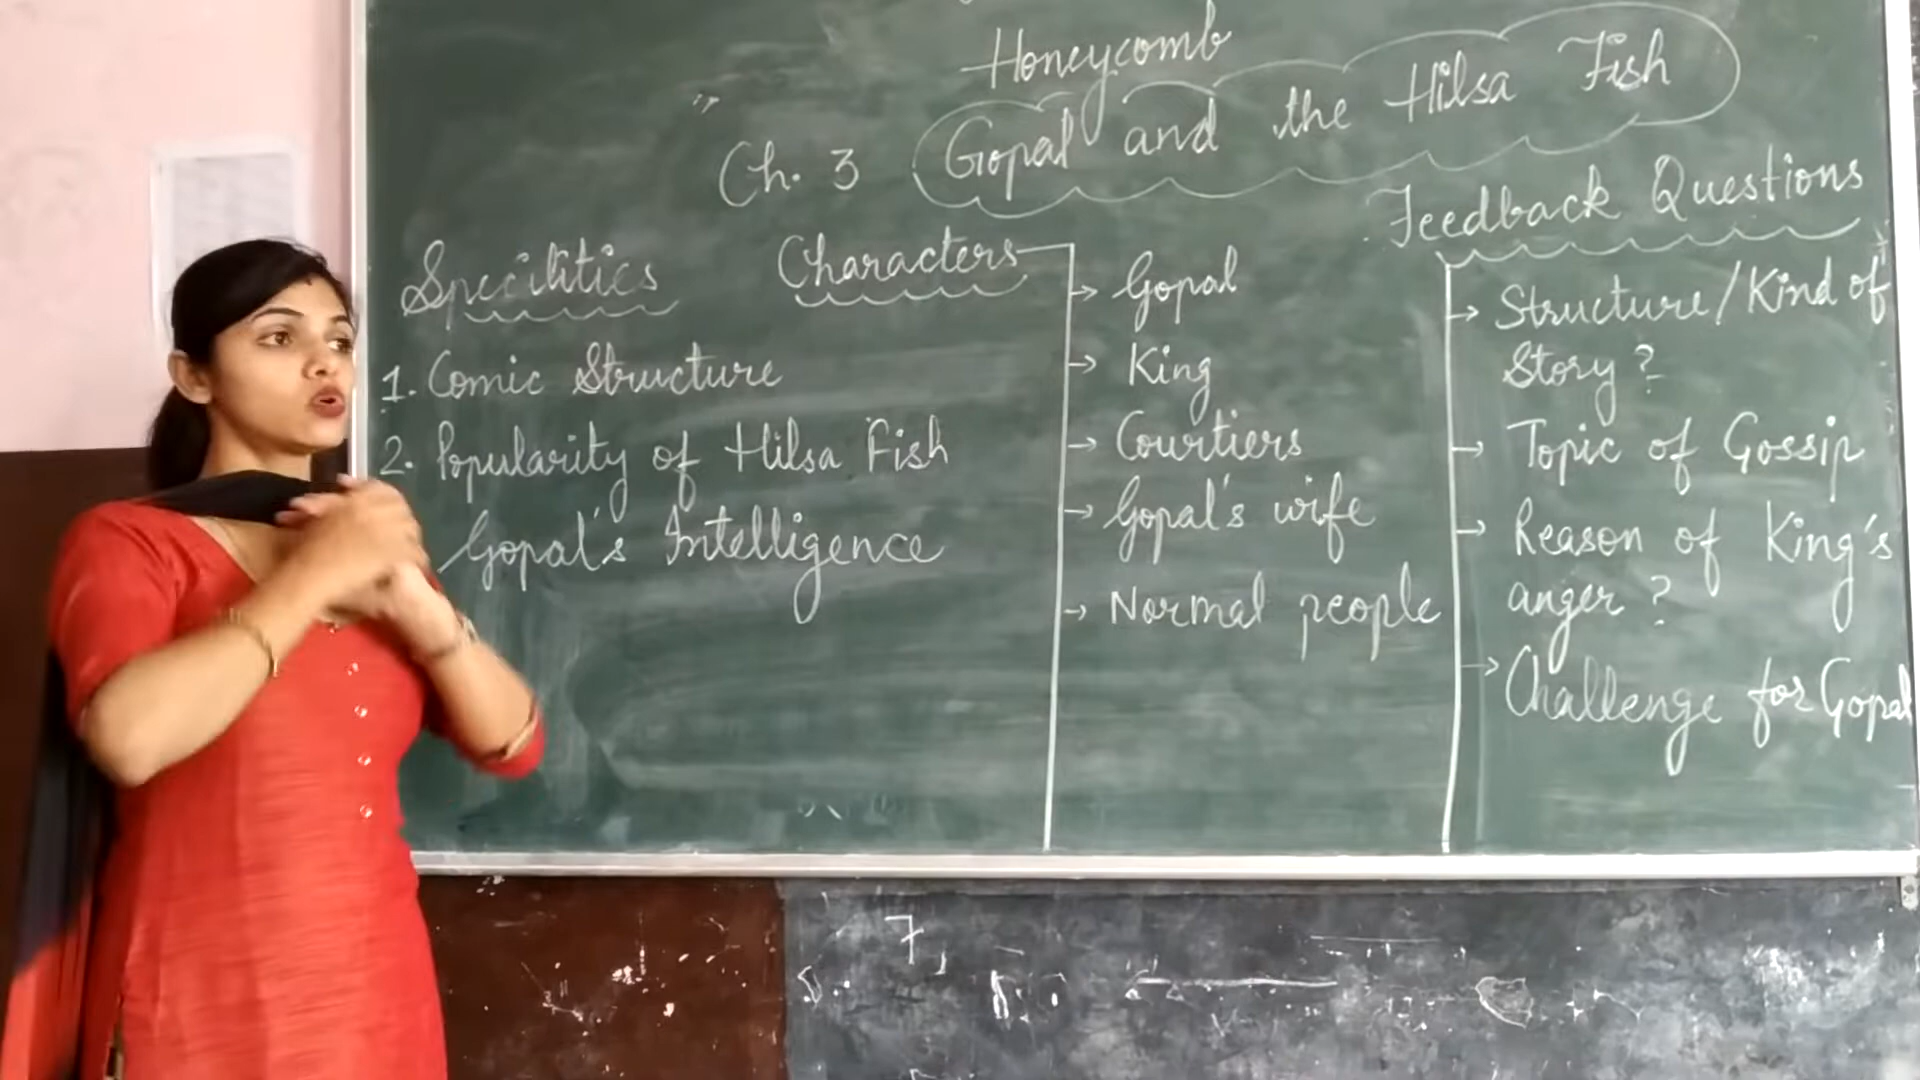 Honeycomb
Ch. 3 Gopal and the Hilsa Fish
Specilitics
1. Comic Structure
2. Popularity of Hilsa Fish
Gopal's Intelligence
Characters
→ Gopal
→ King
→ Courtiers
→ Gopal's wife
→ Normal people
Feedback Questions
→ Structure/Kind of
Story?
→ Topic of Gossip
→ Reason of King's
anger?
→ Challenge for Gopal
7